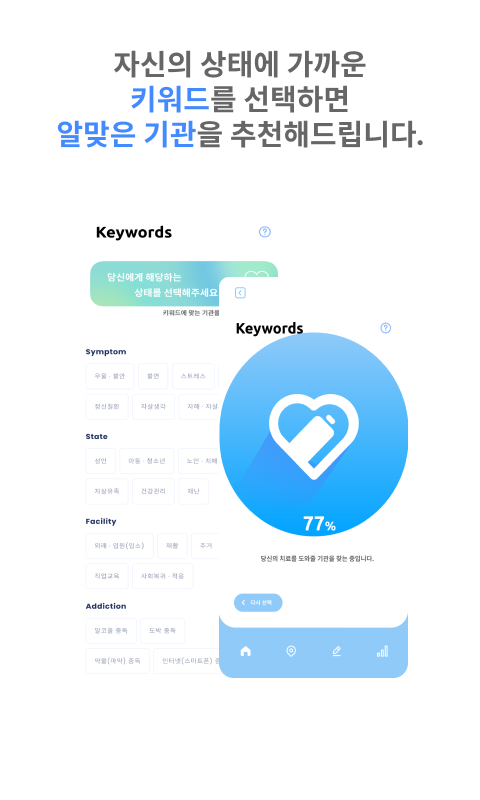 자신의 상태에 가까운
키워드를 선택하면
알맞은 기관을 추천해드립니다.
Keywords
당신에게 해당하는
상태를 선택해주세요
키워드에 맞는 기관을
Symptom
우울 · 불안
불면
스트레스
정신질환
자살생각
자해 · 자살
State
성인
아동 · 청소년
노인 · 치매
자살유족
건강관리
재난
Facility
외래 · 입원(입소)
재활
주거
직업교육
사회복귀 · 적응
Addiction
알코올 중독
도박 중독
약물(마약) 중독
인터넷(스마트폰) 중
Keywords
77%
당신의 치료를 도와줄 기관을 찾는 중입니다.
다시 선택